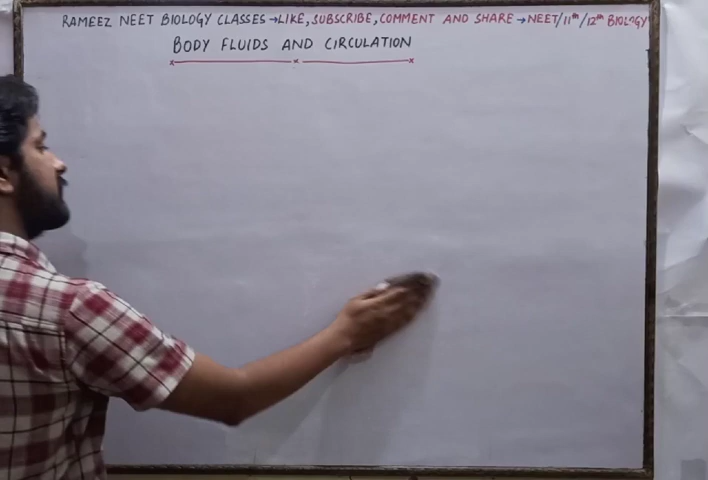 RAMEEZ NEET BIOLOGY CLASSES→LIKE, SUBSCRIBE, COMMENT AND SHARE→NEET/11th/12th BIOLOGY
BODY FLUIDS AND CIRCULATION